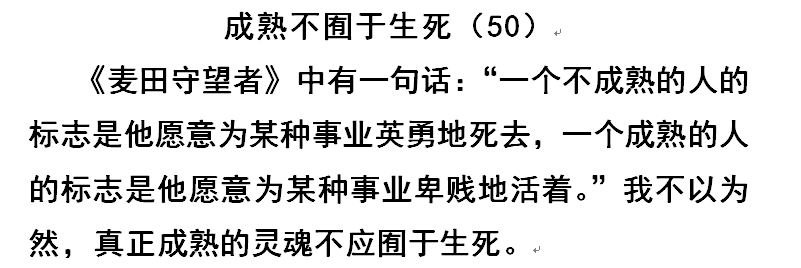 成熟不囿于生死（50）
《麦田守望者》中有一句话：“一个不成熟的人的
标志是他愿意为某种事业英勇地死去，一个成熟的人
的标志是他愿意为某种事业卑贱地活着。”我不以为
然，真正成熟的灵魂不应囿于生死。